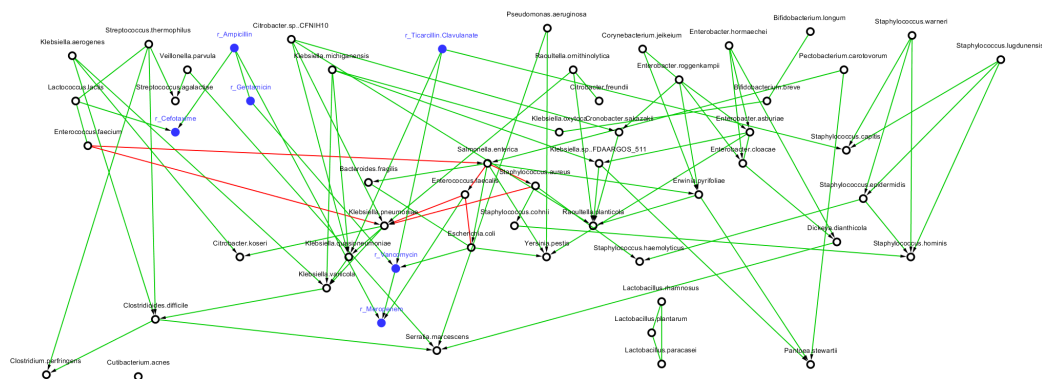 Pseudomonas.aeruginosa
Bifidobacterium.longum
Streptococcus.thermophilus
Citrobacter.sp..CFNIH10
Staphylococcus.warneri
r_Ampicillin
r_Ticarcillin.Clavulanate
Corynebacterium.jeikeium
Enterobacter.hormaechei
Klebsiella.aerogenes
Veillonella.parvula
Klebsiella.michiganensis
Raoultella.ornithinolytica
Enterobacter.roggenkampii
Pectobacterium.carotovorum
Staphylococcus.lugdunensis
Lactococcus.lactis
Streptococcus.agalactiae
r_Gentamicin
Citrobacter.freundii
Bifidobacterium.breve
r_Cefotaxime
Klebsiella.oxytoca
Cronobacter.sakazakii
Enterobacter.asburiae
Enterococcus.faecium
Salmonella.enterica
Klebsiella.sp._FDAARGOS_511
Enterobacter.cloacae
Staphylococcus.capitis
Bacteroides.fragilis
Enterococcus.faecalis
Staphylococcus.aureus
Erwinia.pyrifoliae
Staphylococcus.epidermidis
Klebsiella.pneumoniae
Staphylococcus.cohnii
Raoultella.planticola
Dickeya.dianthicola
Citrobacter.koseri
Klebsiella.quasipneumoniae
Escherichia.coli
Yersinia.pestis
Staphylococcus.haemolyticus
Staphylococcus.hominis
r_Vancomycin
Klebsiella.variicola
Lactobacillus.rhamnosus
Clostridioides.difficile
r_Meropenem
Lactobacillus.plantarum
Serratia.marcescens
Lactobacillus.paracasei
Pantoea.stewartii
Clostridium.perfringens
Cutibacterium.acnes